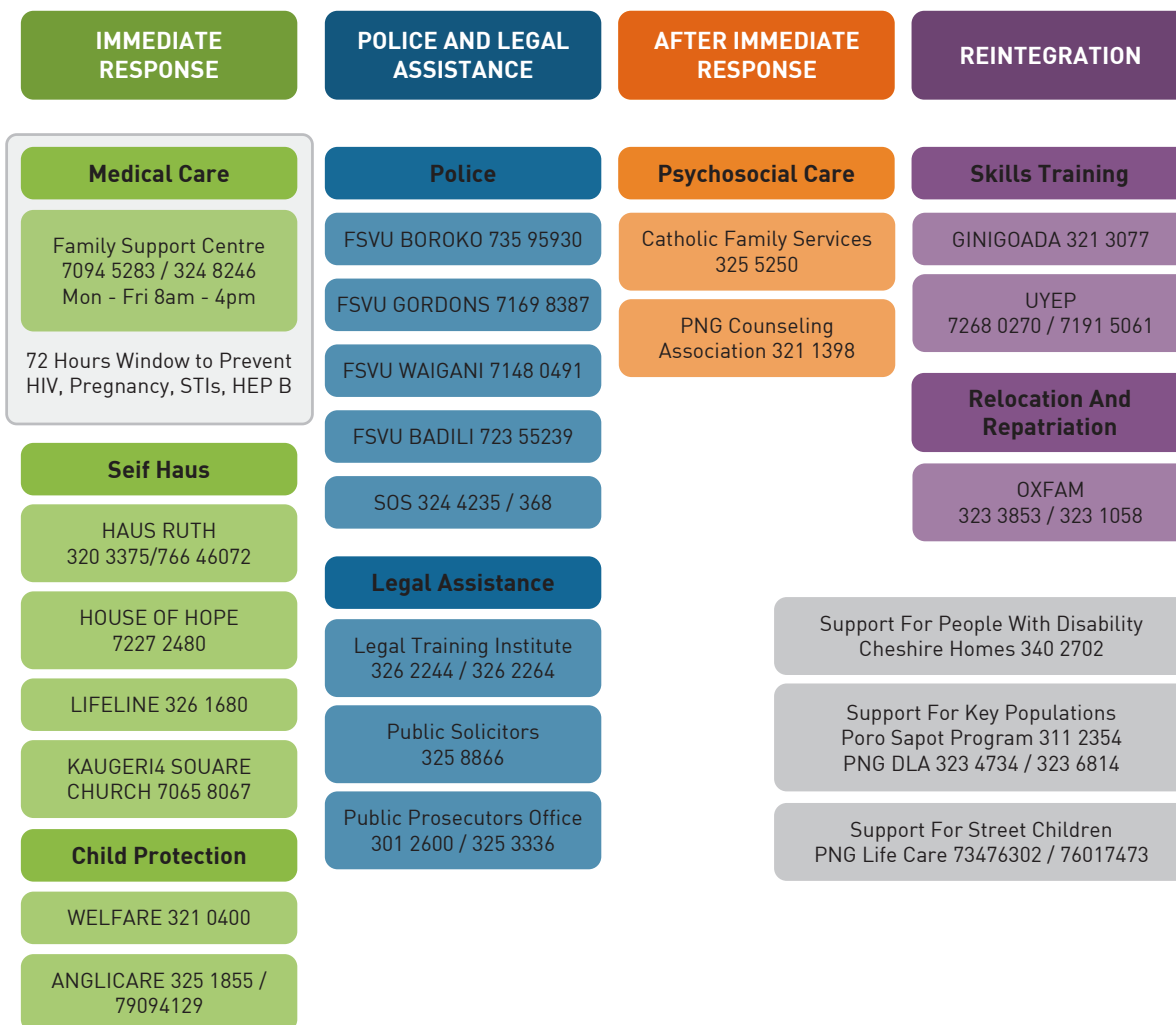 IMMEDIATE
RESPONSE
Medical Care
Family Support Centre
7094 5283 / 324 8246
Mon - Fri 8am - 4pm
72 Hours Window to Prevent
HIV, Pregnancy, STIs, HEP B
Seif Haus
HAUS RUTH
320 3375/766 46072
HOUSE OF HOPE
7227 2480
LIFELINE 326 1680
KAUGERI4 SOUARE
CHURCH 7065 8067
Child Protection
WELFARE 321 0400
ANGLICARE 325 1855 /
79094129
POLICE AND LEGAL
ASSISTANCE
Police
FSVU BOROKO 735 95930
FSVU GORDONS 7169 8387
FSVU WAIGANI 7148 0491
FSVU BADILI 723 55239
SOS 324 4235 / 368
Legal Assistance
Legal Training Institute
326 2244 / 326 2264
Public Solicitors
325 8866
Public Prosecutors Office
301 2600 / 325 3336
AFTER IMMEDIATE
RESPONSE
Psychosocial Care
Catholic Family Services
325 5250
PNG Counseling
Association 321 1398
REINTEGRATION
Skills Training
GINIGOADA 321 3077
UYEP
7268 0270 / 7191 5061
Relocation And
Repatriation
OXFAM
323 3853 / 323 1058
Support For People With Disability
Cheshire Homes 340 2702
Support For Key Populations
Poro Sapot Program 311 2354
PNG DLA 323 4734 / 323 6814
Support For Street Children
PNG Life Care 73476302 / 76017473